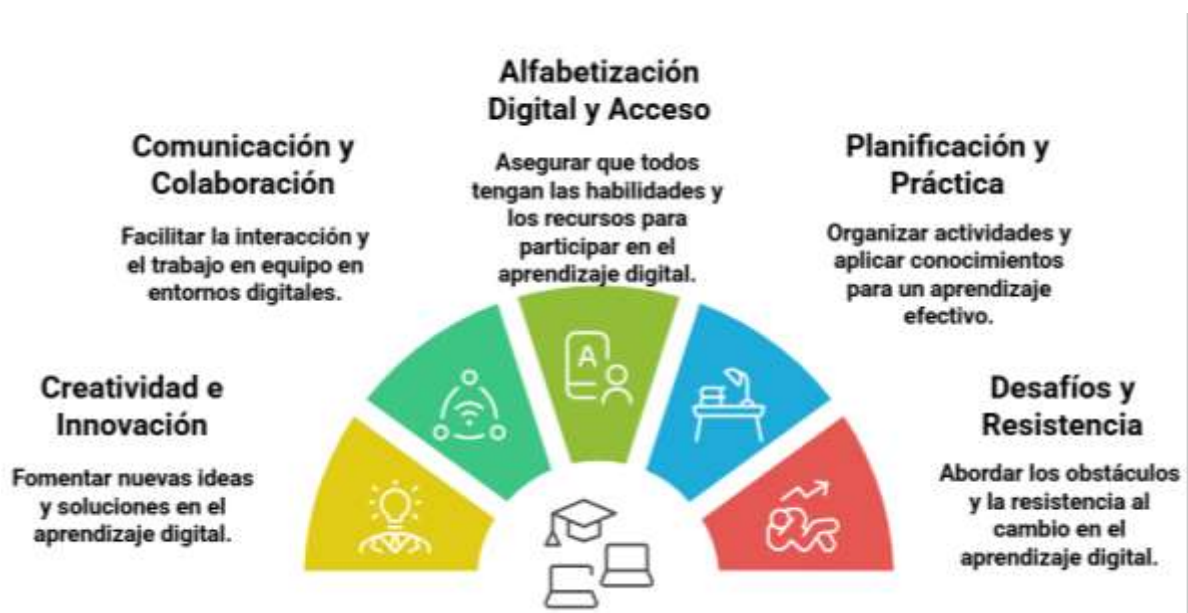 Creatividad e
Innovación
Fomentar nuevas ideas
y soluciones en el
aprendizaje digital.
Comunicación y
Colaboración
Facilitar la interacción y
el trabajo en equipo en
entornos digitales.
Alfabetización
Digital y Acceso
Asegurar que todos
tengan las habilidades y
los recursos para
participar en el
aprendizaje digital.
A
Planificación y
Práctica
Organizar actividades y
aplicar conocimientos
para un aprendizaje
efectivo.
Desafíos y
Resistencia
Abordar los obstáculos
y la resistencia al
cambio en el
aprendizaje digital.